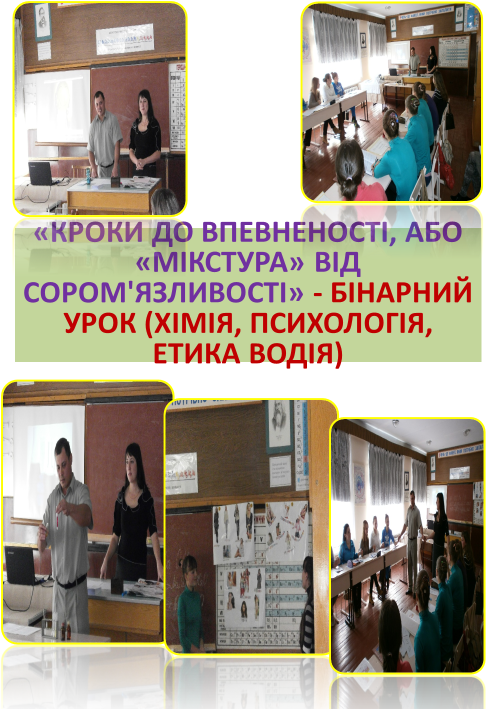 «КРОКИ ДО ВПЕВНЕНОСТІ, АБО
«МІКСТУРА» ВІД
СОРОМ'ЯЗЛИВОСТІ» - БІНАРНИЙ
УРОК (ХІМІЯ, ПСИХОЛОГІЯ,
ЕТИКА ВОДІЯ)